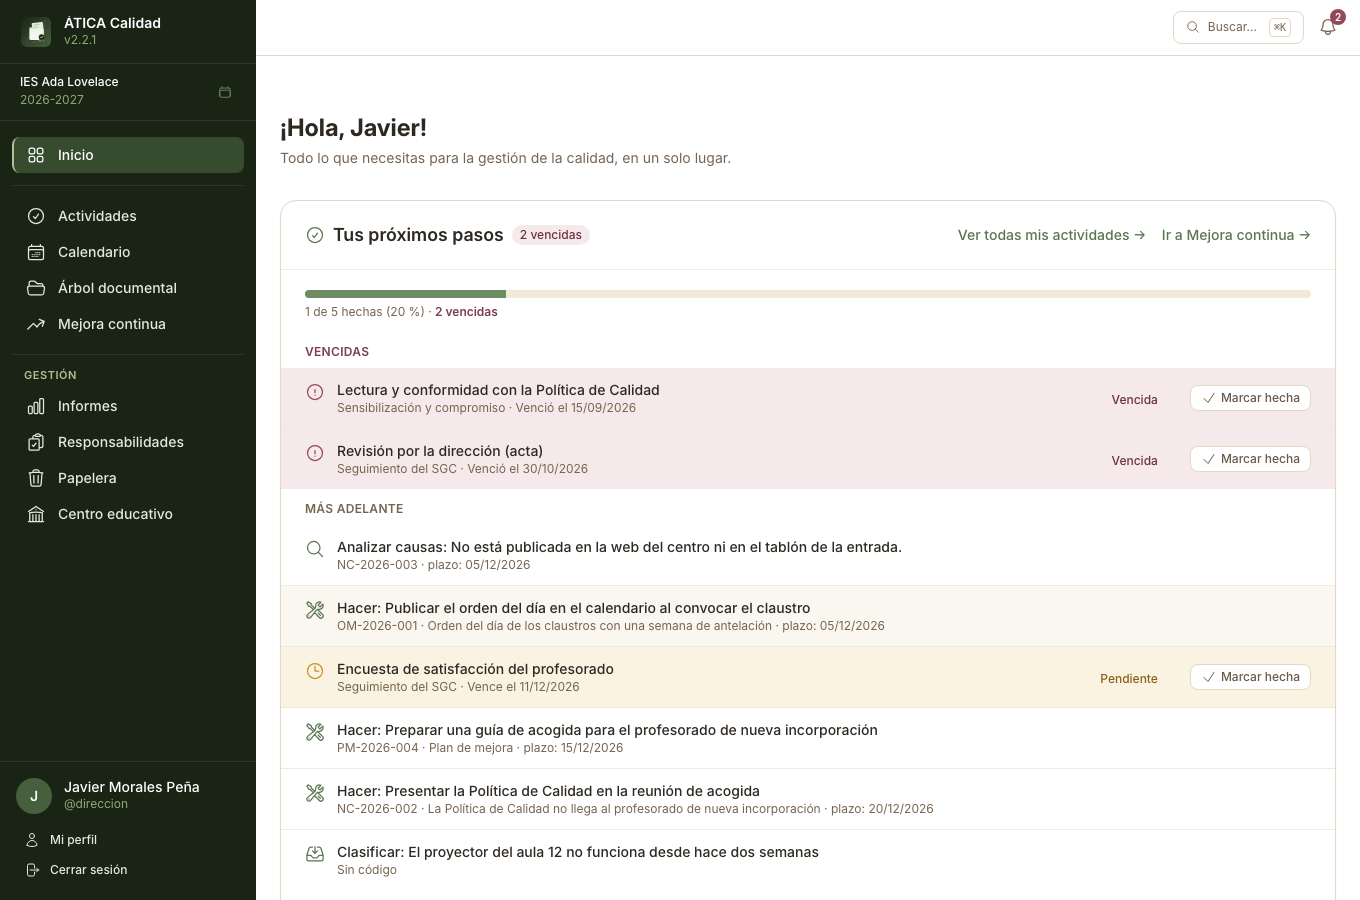 ÁTICA Calidad
v2.2.1
IES Ada Lovelace
2026-2027
Inicio
Actividades
Calendario
Árbol documental
Mejora continua
GESTIÓN
Informes
Responsabilidades
Papelera
Centro educativo
J
Javier Morales Peña
@direccion
Mi perfil
Cerrar sesión
Buscar...
⌘K
2
¡Hola, Javier!
Todo lo que necesitas para la gestión de la calidad, en un solo lugar.
Tus próximos pasos
2 vencidas
Ver todas mis actividades →
Ir a Mejora continua →
1 de 5 hechas (20 %) · 2 vencidas
VENCIDAS
Lectura y conformidad con la Política de Calidad
Sensibilización y compromiso · Venció el 15/09/2026
Vencida
Marcar hecha
Revisión por la dirección (acta)
Seguimiento del SGC · Venció el 30/10/2026
Vencida
Marcar hecha
MÁS ADELANTE
Analizar causas: No está publicada en la web del centro ni en el tablón de la entrada.
NC-2026-003 · plazo: 05/12/2026
Hacer: Publicar el orden del día en el calendario al convocar el claustro
OM-2026-001 · Orden del día de los claustros con una semana de antelación · plazo: 05/12/2026
Encuesta de satisfacción del profesorado
Seguimiento del SGC · Vence el 11/12/2026
Pendiente
Marcar hecha
Hacer: Preparar una guía de acogida para el profesorado de nueva incorporación
PM-2026-004 · Plan de mejora · plazo: 15/12/2026
Hacer: Presentar la Política de Calidad en la reunión de acogida
NC-2026-002 · La Política de Calidad no llega al profesorado de nueva incorporación · plazo: 20/12/2026
Clasificar: El proyector del aula 12 no funciona desde hace dos semanas
Sin código